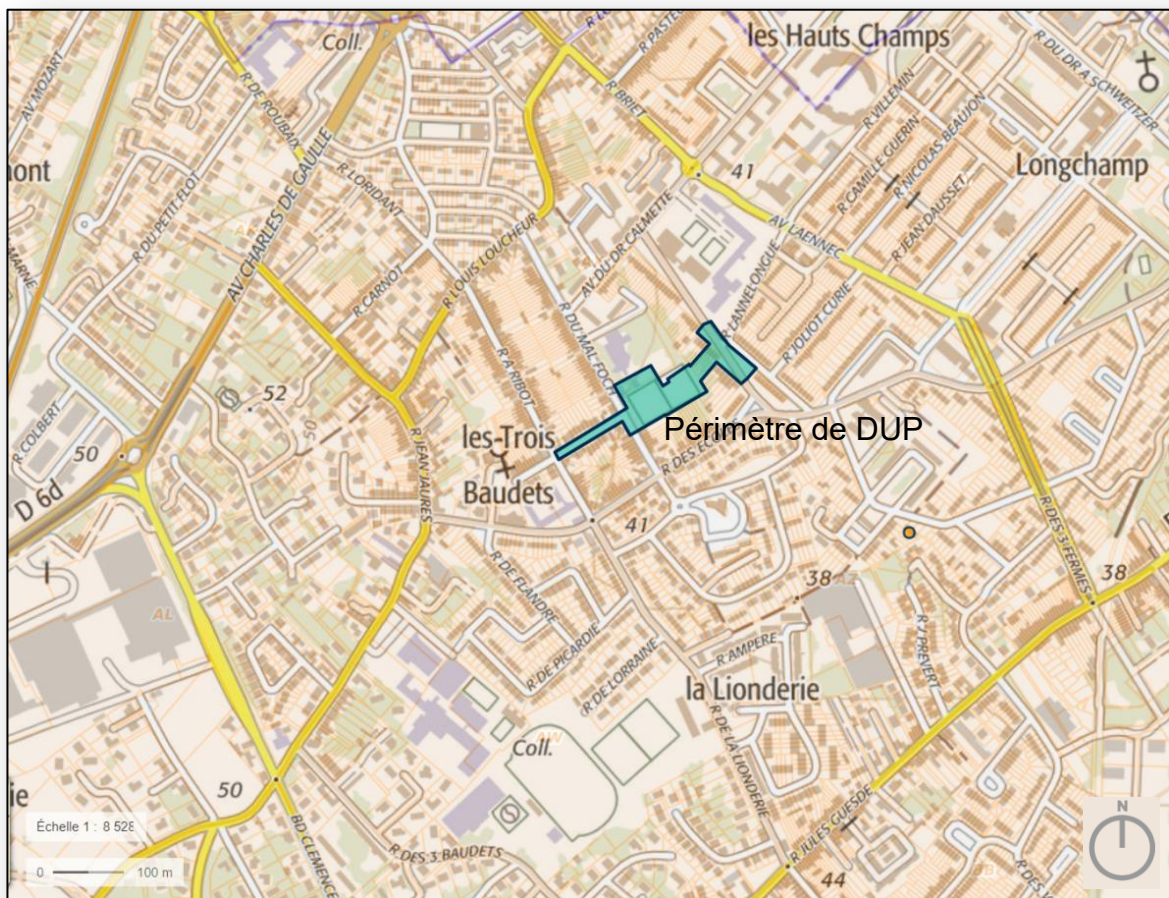 Coll.
les Hauts Champs
R PASTEUR
AV MOZART
R DE ROUBAIX
R BRIET
R DU DR A SCHWEITZER
R VILLEMIN
R CAMILLE GUERIN
R NICOLAS BEAUJON
R JEAN DAUSSET
Longchamp
41
R LORIDANT
R DU PETIT FLOT
AV CHARLES DE GAULLE
AV DU DR CALMETTE
AV LAENNEC
R LOUIS LOUCHEUR
R CARNOT
R LANNELONGUE
R JOLIOT CURIE
R DU MAL FOCH
R A RIBOT
52
50
R COLBERT
D 6d
les-Trois
Baudets
Périmètre de DUP
R JEAN JAURES
41
R DES 3 FERMES
R DE FLANDRE
38
38
AL
R DE PICARDIE
R DE LORRAINE
R AMPERE
R J PREVERT
la Lionderie
R DE LA LIONDERIE
Coll.
AW
50
Échelle 1 : 8 528
0
100 m
R DES 3 BAUDETS
BD CLEMENCE
R JULES GUESDE
44
N